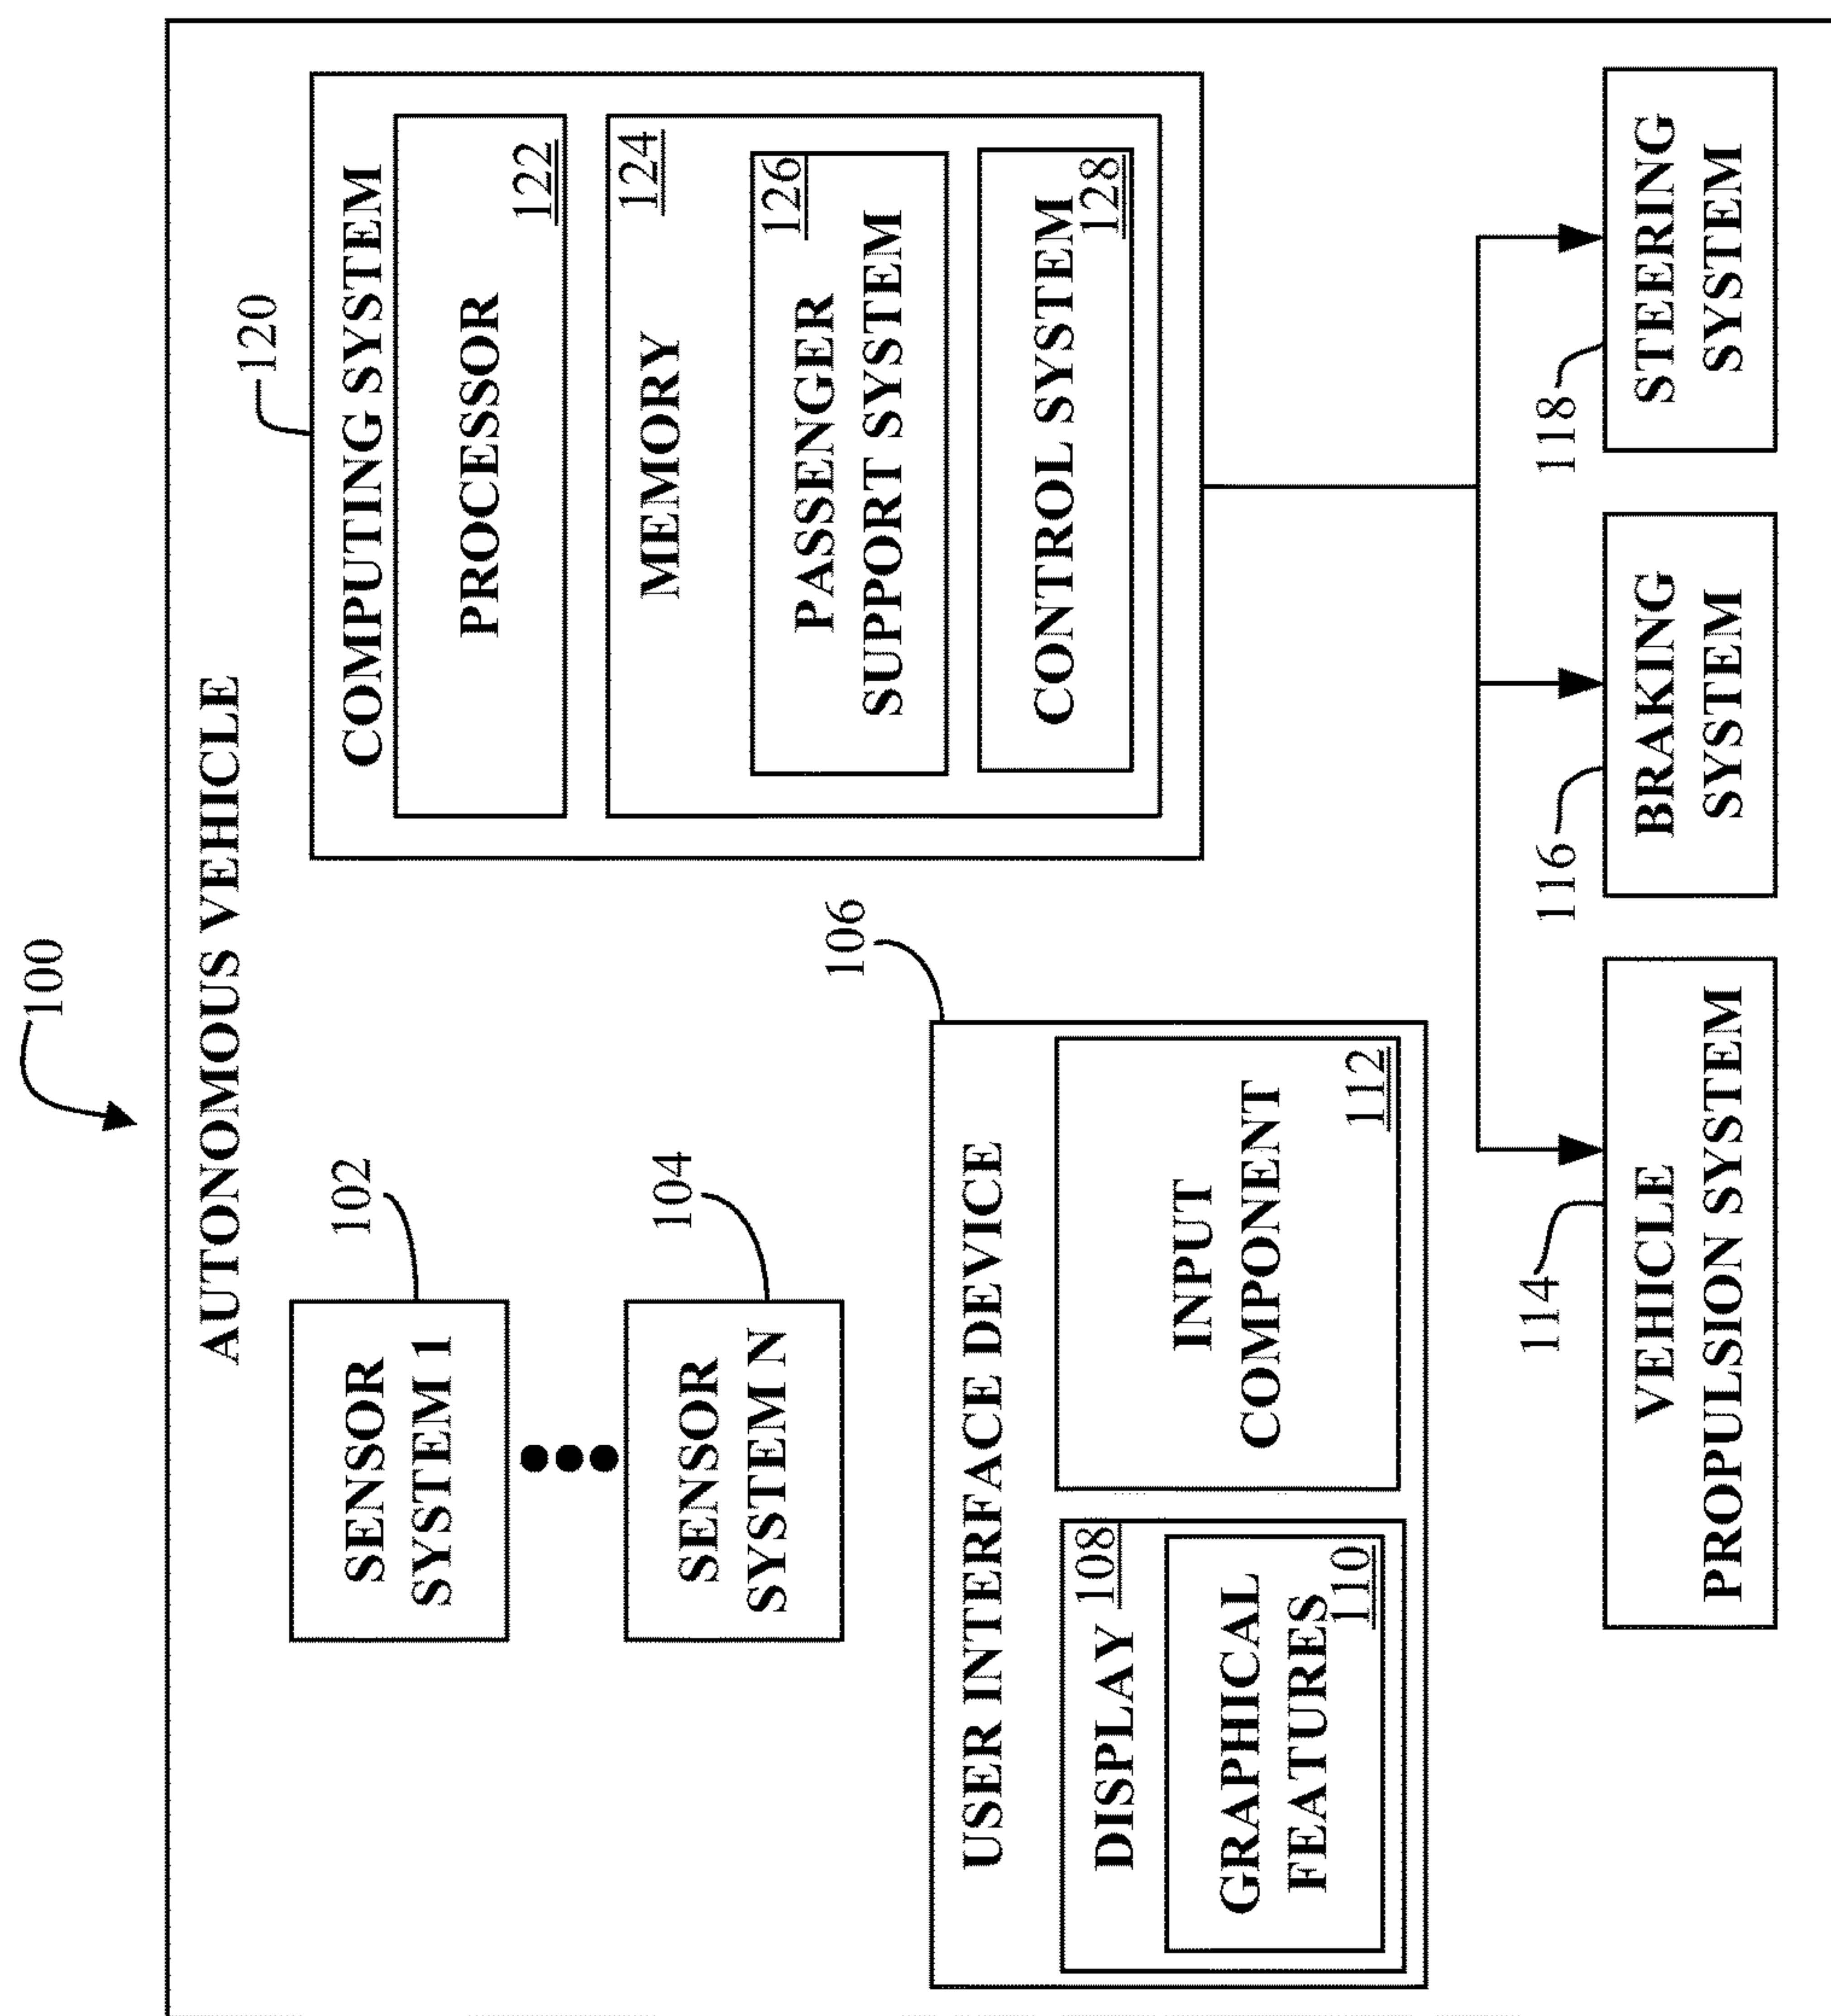 100
AUTONOMOUS VEHICLE
SENSOR
SYSTEM 1
102
SENSOR
SYSTEM N
104
USER INTERFACE DEVICE
106
DISPLAY
108
GRAPHICAL
FEATURES
110
INPUT
COMPONENT
112
COMPUTING SYSTEM
120
PROCESSOR
122
MEMORY
124
PASSENGER
SUPPORT SYSTEM
126
CONTROL SYSTEM
128
VEHICLE
PROPULSION SYSTEM
114
BRAKING
SYSTEM
116
STEERING
SYSTEM
118